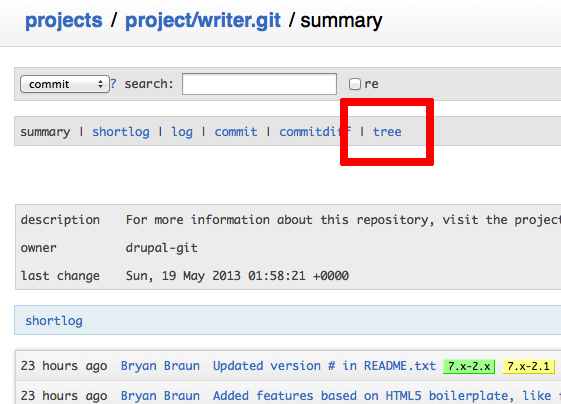 projects / project/writer.git / summary
commit ? search: re
summary | shortlog | log | commit | commitdiff | tree
description For more information about this repository, visit the project
owner drupal-git
last change Sun, 19 May 2013 01:58:21 +0000
shortlog
23 hours ago Bryan Braun Updated version # in README.txt 7.x-2.x 7.x-2.1
23 hours ago Bryan Braun Added features based on HTML5 boilerplate, like